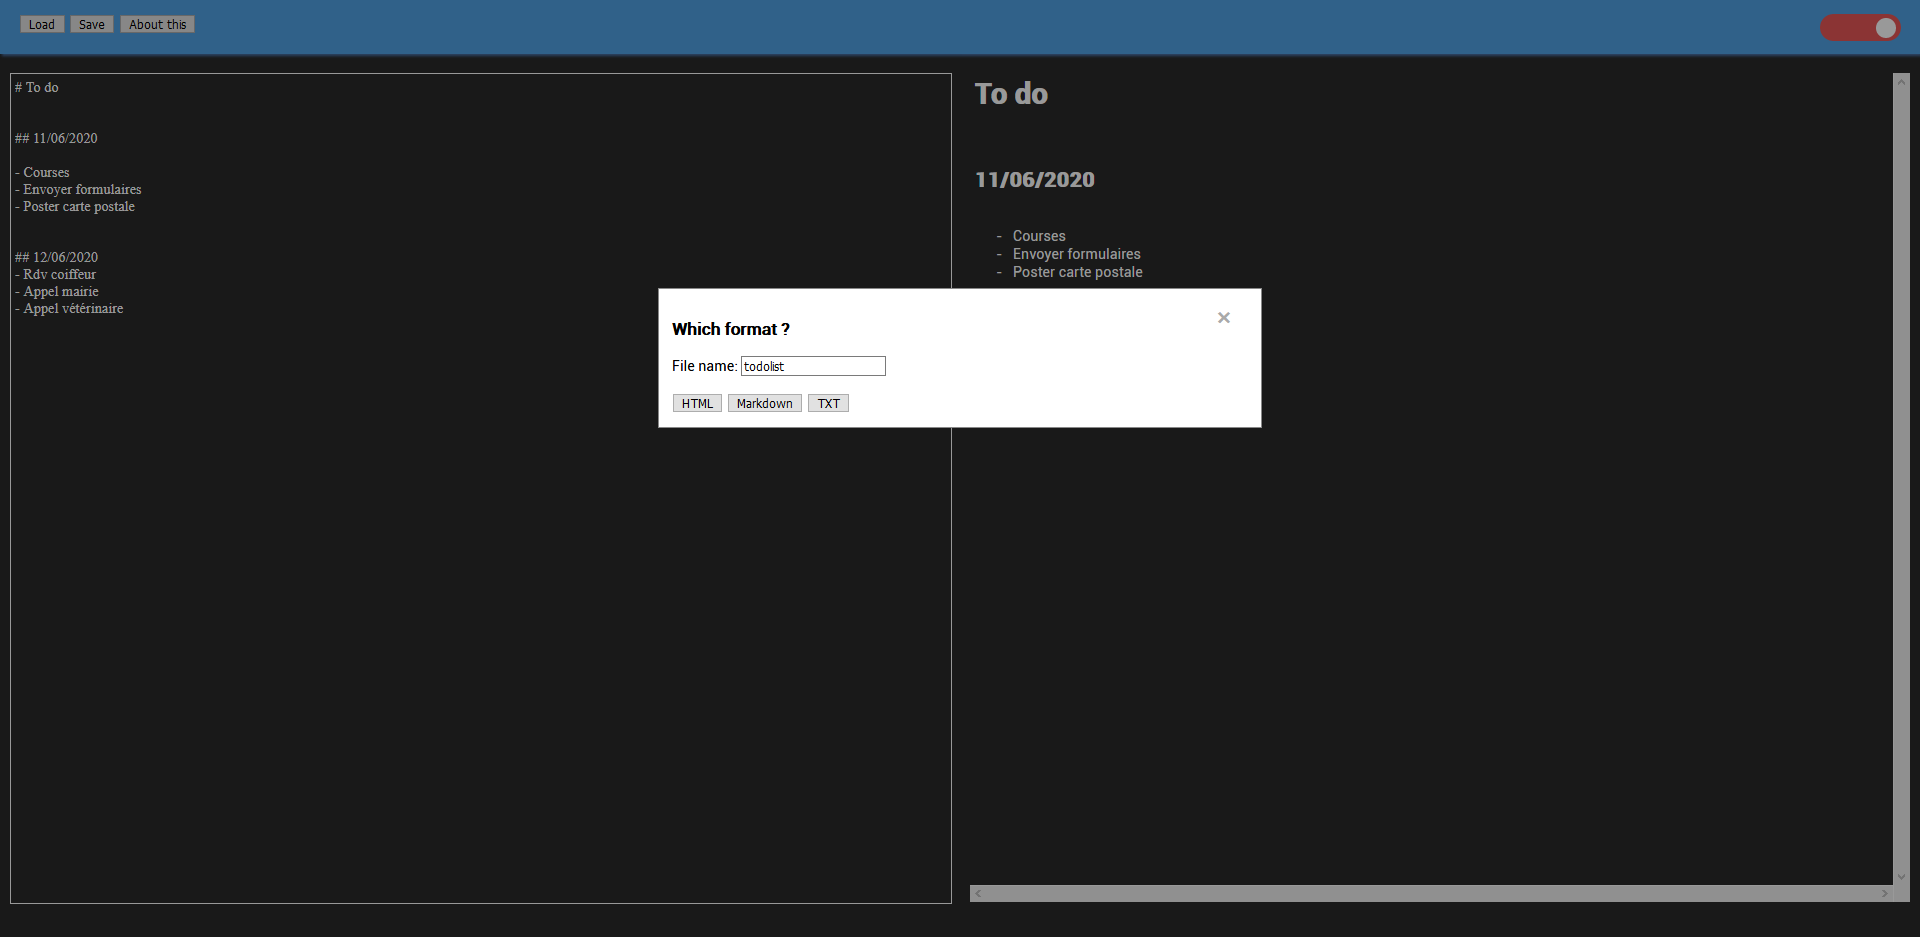 Load Save About this
# To do
## 11/06/2020
- Courses
- Envoyer formulaires
- Poster carte postale
## 12/06/2020
- Rdv coiffeur
- Appel mairie
- Appel vétérinaire
To do
11/06/2020
- Courses
- Envoyer formulaires
- Poster carte postale
Which format ?
×
File name: todolist
HTML Markdown TXT